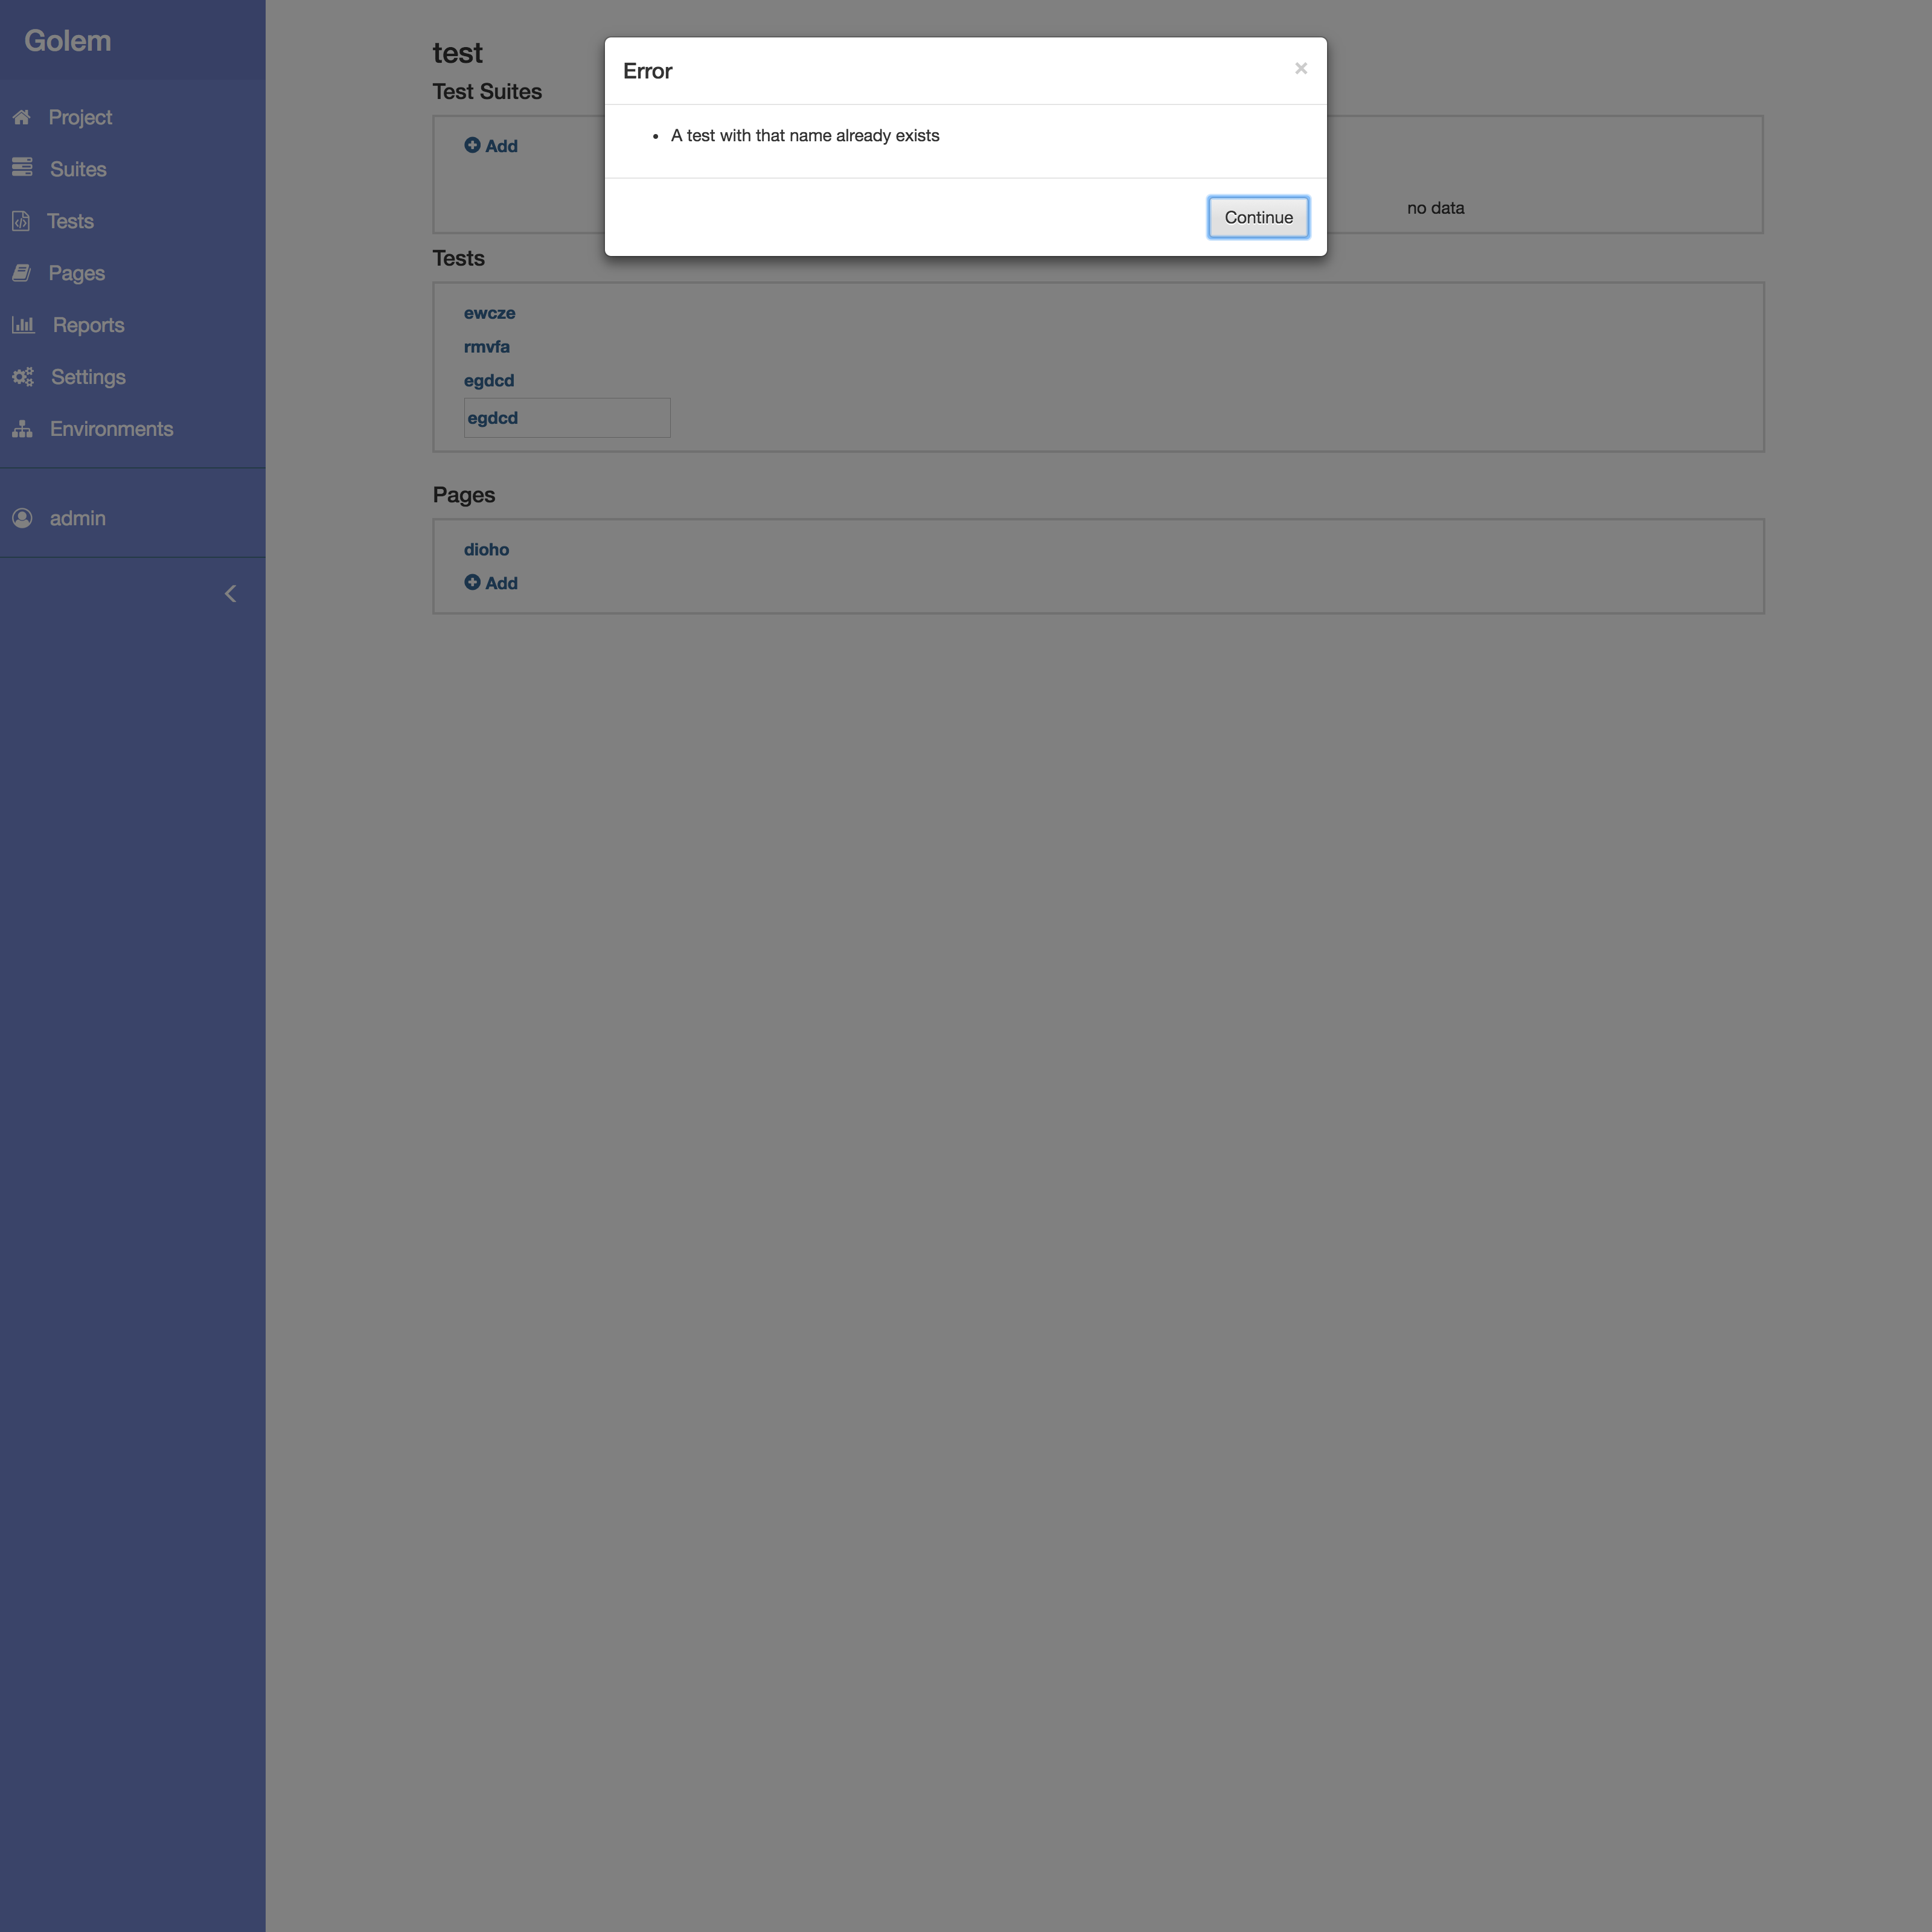 Golem
Project
Suites
Tests
Pages
Reports
Settings
Environments
admin
test
Test Suites
Add
no data
Tests
ewcze
rmvfa
egdcd
egdcd
Pages
dioho
Add
Error
×
A test with that name already exists
Continue